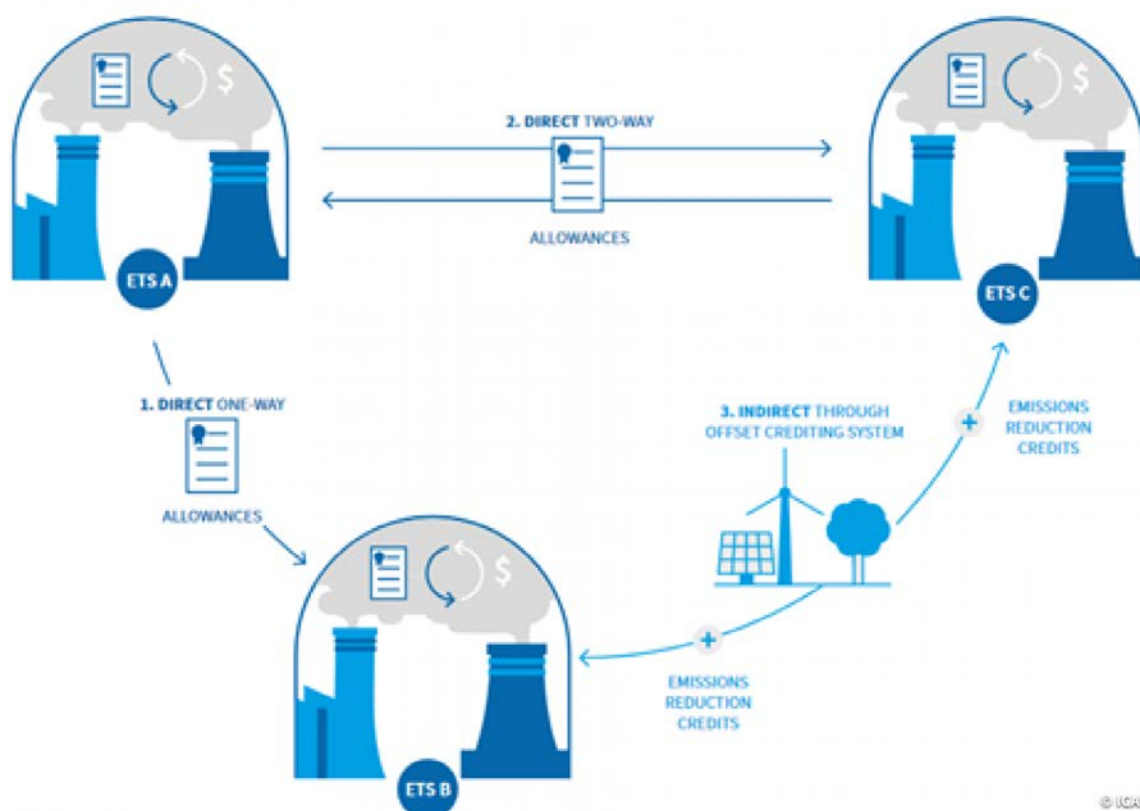 $
$
2. DIRECT TWO-WAY
ALLOWANCES
ETS A
ETS C
1. DIRECT ONE-WAY
ALLOWANCES
3. INDIRECT THROUGH
OFFSET CREDITING SYSTEM
EMISSIONS
REDUCTION
CREDITS
$
EMISSIONS
REDUCTION
CREDITS
ETS B